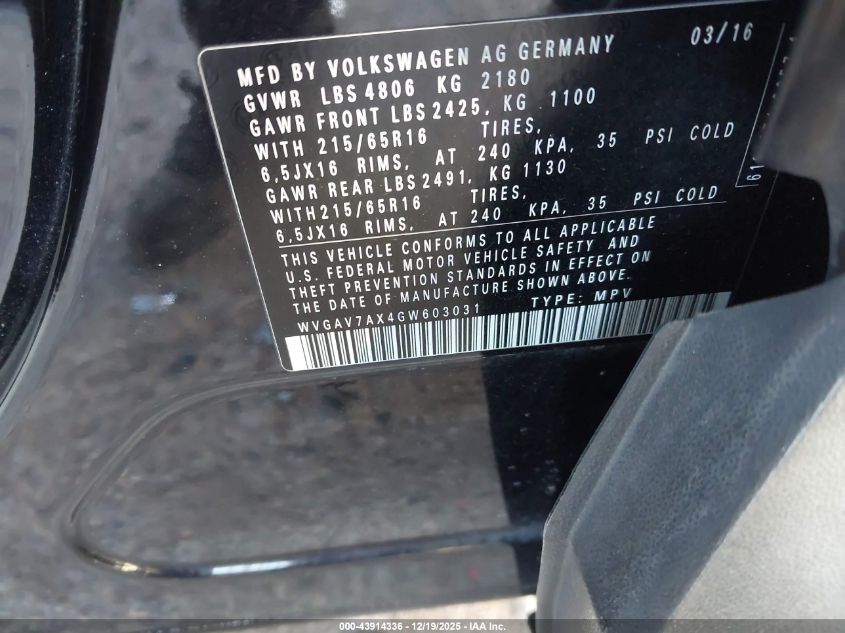 MFD BY VOLKSWAGEN AG GERMANY 03/16
GVWR LBS 4806 KG 2180
GAWR FRONT LBS 2425, KG 1100
WITH 215/65R16 TIRES,
6,5JX16 RIMS, AT 240 KPA, 35 PSI COLD
GAWR REAR LBS 2491, KG 1130
WITH 215/65R16 TIRES,
6,5JX16 RIMS, AT 240 KPA, 35 PSI COLD
THIS VEHICLE CONFORMS TO ALL APPLICABLE
U.S. FEDERAL MOTOR VEHICLE SAFETY AND
THEFT PREVENTION STANDARDS IN EFFECT ON
THE DATE OF MANUFACTURE SHOWN ABOVE.
WVGAV7AX4GW603031 TYPE: MPV
000-43914336 - 12/19/2025 - IAA Inc.